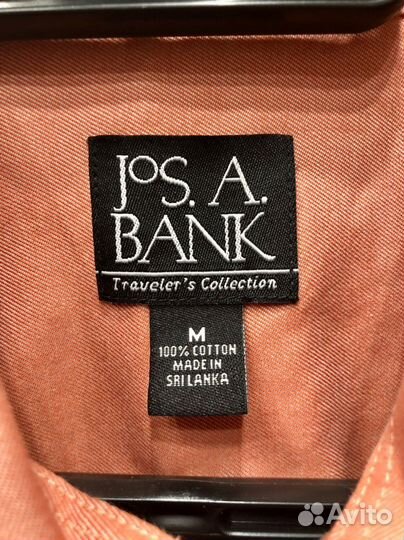 JOS. A.
BANK
Traveler's Collection
M
100% COTTON
MADE IN
SRI LANKA
Avito